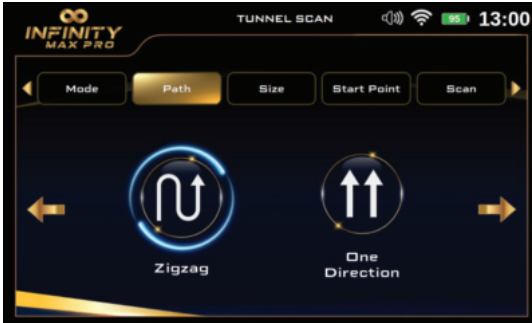 INFINITY
MAX PRO
TUNNEL SCAN
95
13:00
Mode
Path
Size
Start Point
Scan
Zigzag
One
Direction